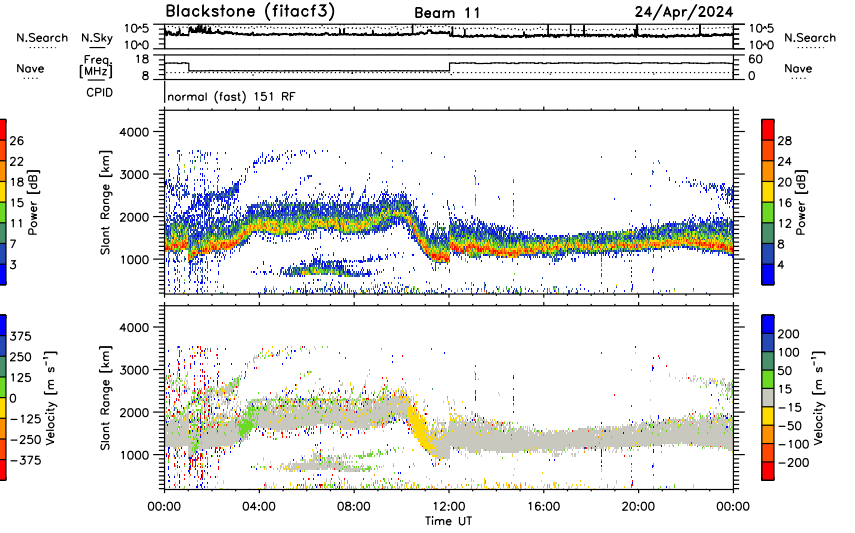 Blackstone (fitacf3) Beam 11 24/Apr/2024
N.Search N.Sky 10^5 10^0 10^5 10^0 N.Search
Nave Freq. [MHz] 18 8 60 0 Nave
CPID normal (fast) 151 RF
Power [dB] 26 22 18 15 11 7 3
Slant Range [km] 4000 3000 2000 1000
28 24 20 16 12 8 4 Power [dB]
Velocity [m s⁻¹] 375 250 125 0 −125 −250 −375
Slant Range [km] 4000 3000 2000 1000
200 100 50 15 −15 −50 −100 −200 Velocity [m s⁻¹]
00:00 04:00 08:00 12:00 16:00 20:00 00:00
Time UT